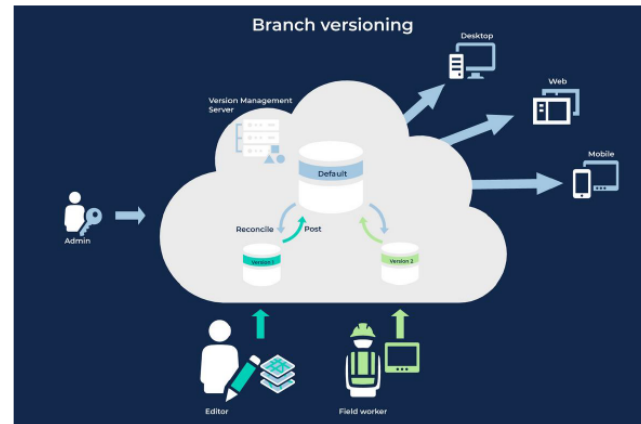 Branch versioning
Desktop
Web
Mobile
Version Management
Server
Default
Admin
Reconcile
Post
Version 1
Version 2
Editor
Field worker